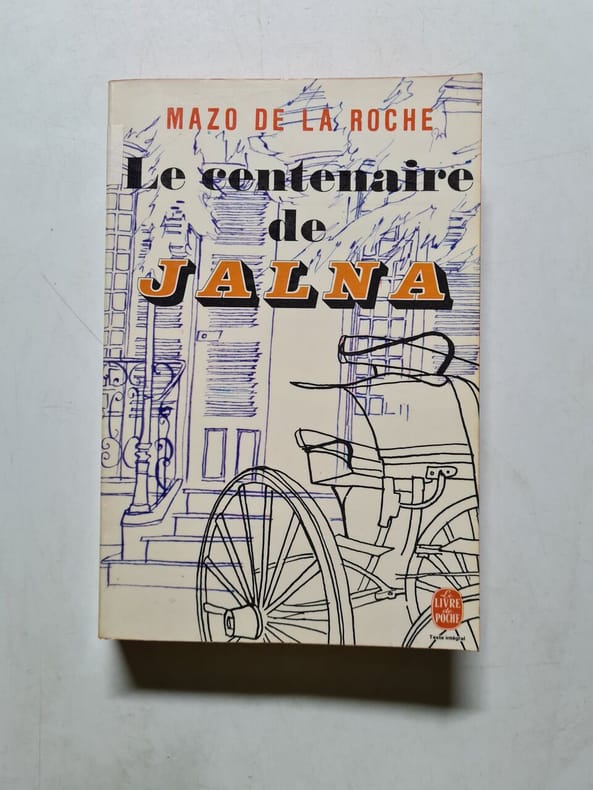 MAZO DE LA ROCHE
Le centenaire
de
JALNA
Le
LIVRE
de
POCHE
Texte intégral